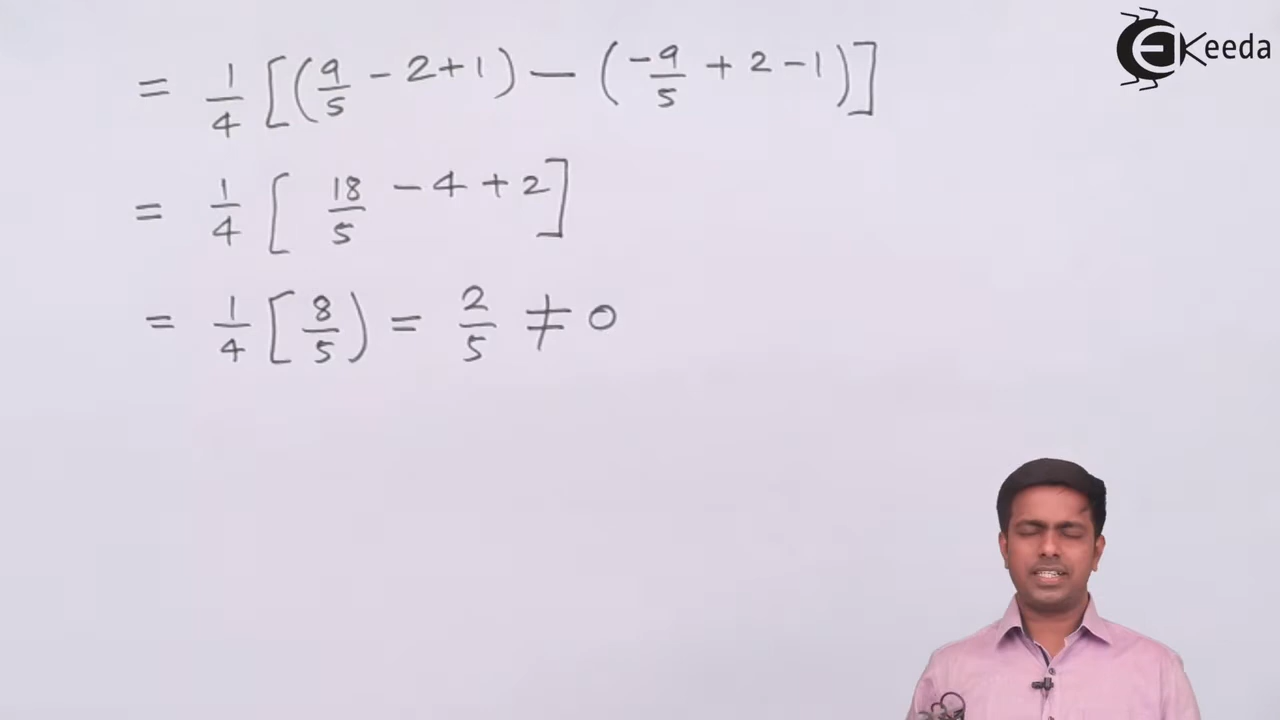 = 1/4 [(9/5 - 2+1) - (-9/5 + 2 - 1)]
Keeda
= 1/4 [ 18/5 - 4 + 2]
= 1/4 [8/5) = 2/5 ≠ 0